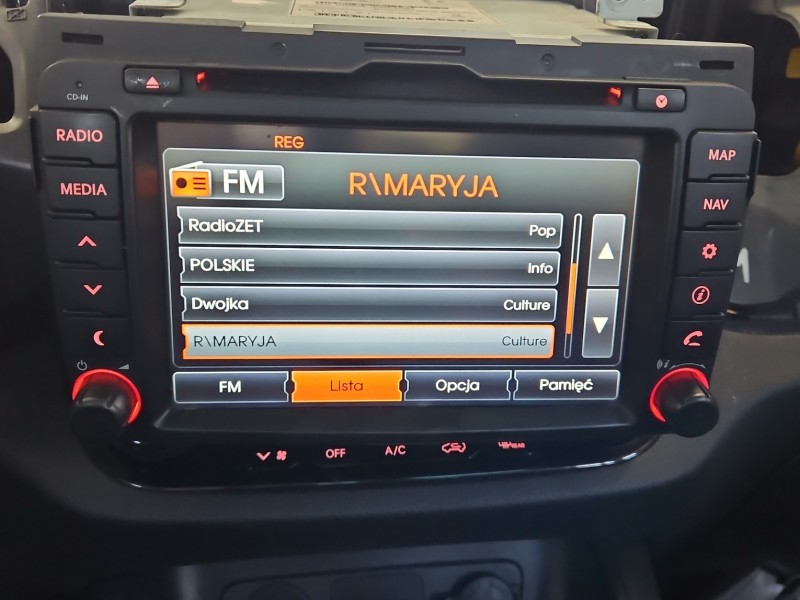 CD-IN
REG
RADIO
MEDIA
FM
R\MARYJA
RadioZET Pop
POLSKIE Info
Dwojka Culture
R\MARYJA Culture
FM Lista Opcja Pamięć
MAP
NAV
OFF A/C
REAR